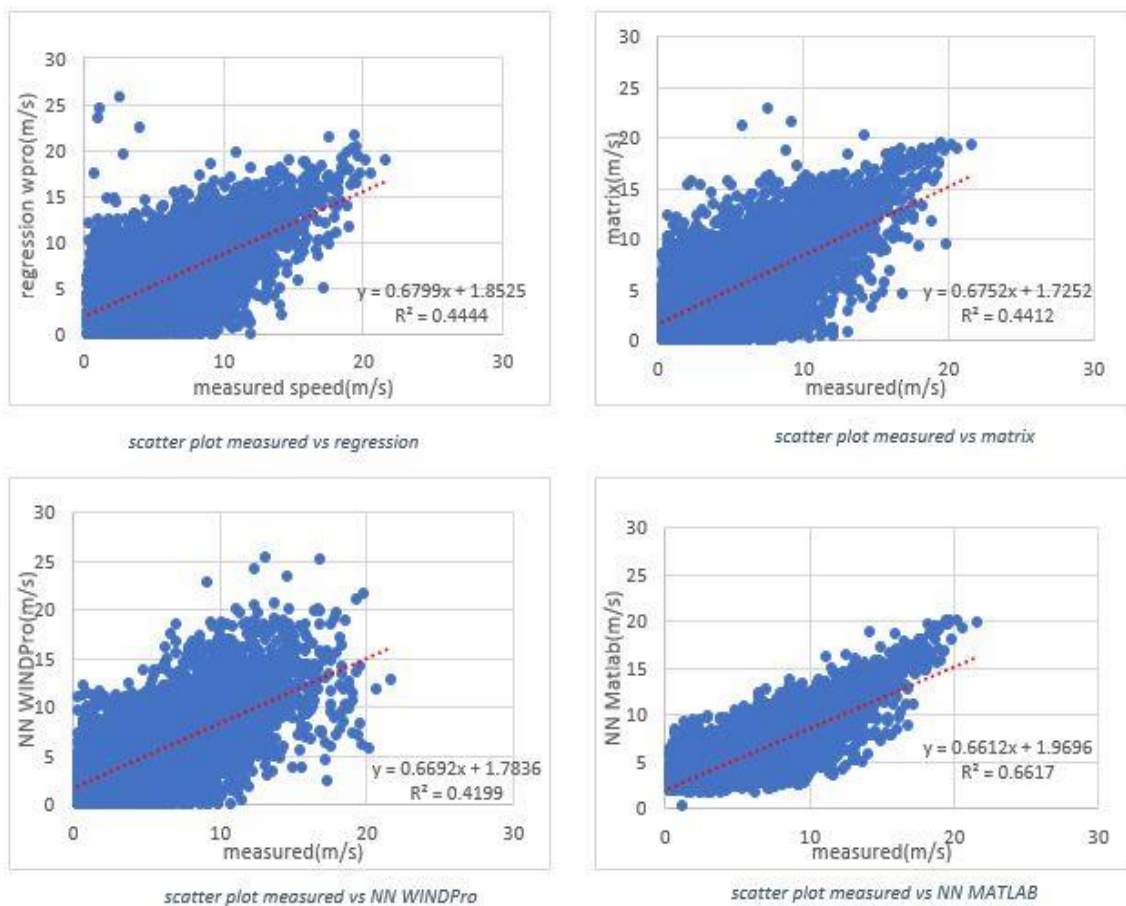 30
25
20
15
10
5
0
regression wpro(m/s)
y = 0.6799x + 1.8525
R² = 0.4444
0 10 20 30
measured speed(m/s)
scatter plot measured vs regression
30
25
20
15
10
5
0
matrix(m/s)
y = 0.6752x + 1.7252
R² = 0.4412
0 10 20 30
measured(m/s)
scatter plot measured vs matrix
30
25
20
15
10
5
0
NN WINDPro(m/s)
y = 0.6692x + 1.7836
R² = 0.4199
0 10 20 30
measured(m/s)
scatter plot measured vs NN WINDPro
30
25
20
15
10
5
0
NN Matlab(m/s)
y = 0.6612x + 1.9696
R² = 0.6617
0 10 20 30
measured(m/s)
scatter plot measured vs NN MATLAB